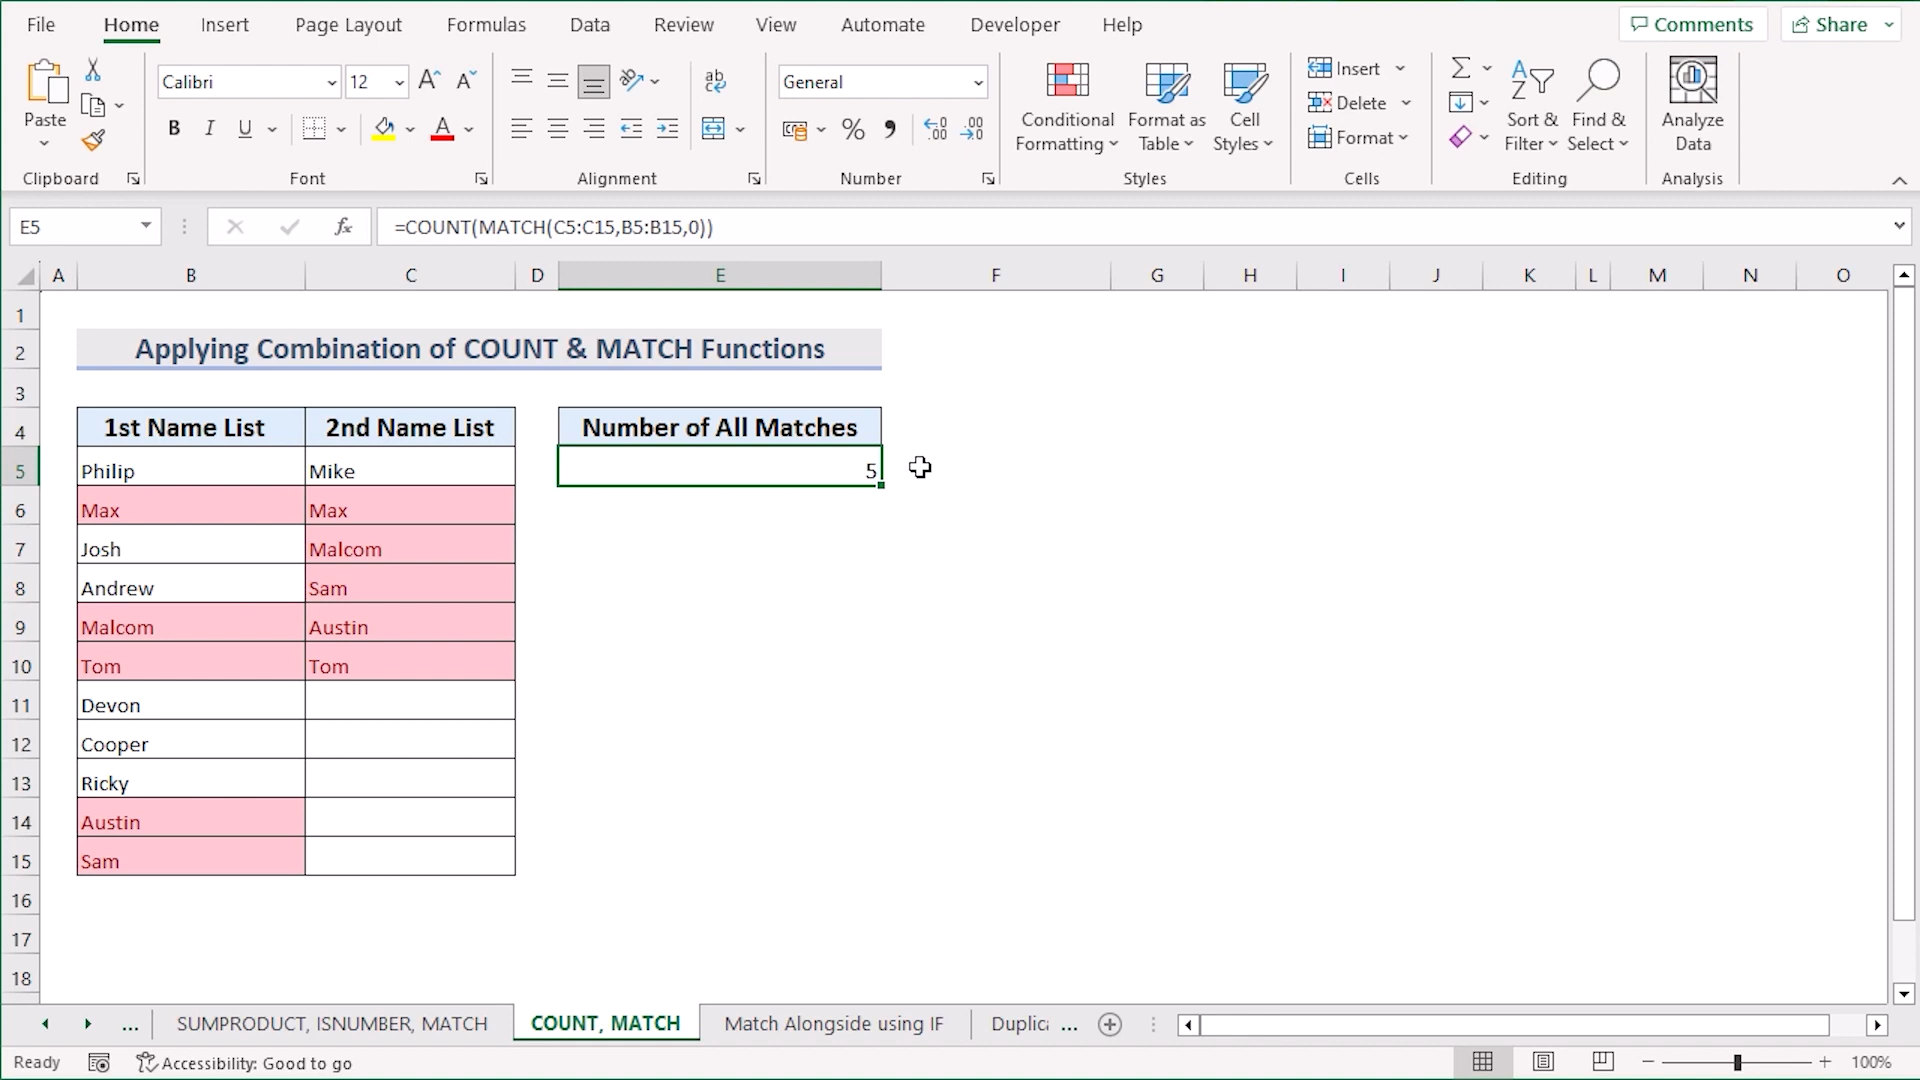 File Home Insert Page Layout Formulas Data Review View Automate Developer Help Comments Share
Calibri 12 General
Paste
B I U
ab
% .00 .00
Conditional Formatting
Format as Table
Cell Styles
Insert
Delete
Format
Σ
A Z
Sort & Filter
Find & Select
Analyze Data
Clipboard Font Alignment Number Styles Cells Editing Analysis
E5 fx =COUNT(MATCH(C5:C15,B5:B15,0))
A B C D E F G H I J K L M N O
1
2 Applying Combination of COUNT & MATCH Functions
3
4 1st Name List 2nd Name List Number of All Matches
5 Philip Mike 5
6 Max Max
7 Josh Malcom
8 Andrew Sam
9 Malcom Austin
10 Tom Tom
11 Devon
12 Cooper
13 Ricky
14 Austin
15 Sam
16
17
18
... SUMPRODUCT, ISNUMBER, MATCH COUNT, MATCH Match Alongside using IF Duplica ...
Ready Accessibility: Good to go 100%